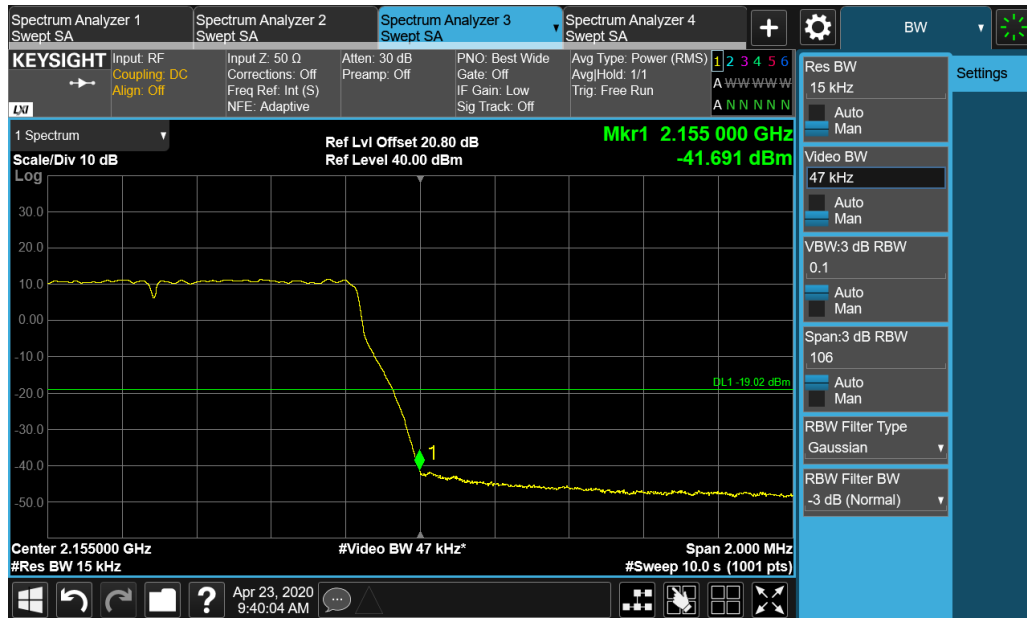 Spectrum Analyzer 1
Swept SA
Spectrum Analyzer 2
Swept SA
Spectrum Analyzer 3
Swept SA
Spectrum Analyzer 4
Swept SA
+
BW
KEYSIGHT
LXI
Input: RF
Coupling: DC
Align: Off
Input Z: 50 Ω
Corrections: Off
Freq Ref: Int (S)
NFE: Adaptive
Atten: 30 dB
Preamp: Off
PNO: Best Wide
Gate: Off
IF Gain: Low
Sig Track: Off
Avg Type: Power (RMS)
Avg|Hold: 1/1
Trig: Free Run
1 2 3 4 5 6
A W W W W W
A N N N N N
1 Spectrum
Scale/Div 10 dB
Ref Lvl Offset 20.80 dB
Ref Level 40.00 dBm
Mkr1 2.155 000 GHz
-41.691 dBm
Log
30.0
20.0
10.0
0.00
-10.0
-20.0
-30.0
-40.0
-50.0
DL1 -19.02 dBm
1
Center 2.155000 GHz
#Video BW 47 kHz*
Span 2.000 MHz
#Res BW 15 kHz
#Sweep 10.0 s (1001 pts)
Res BW
15 kHz
Auto
Man
Video BW
47 kHz
Auto
Man
VBW:3 dB RBW
0.1
Auto
Man
Span:3 dB RBW
106
Auto
Man
RBW Filter Type
Gaussian
RBW Filter BW
-3 dB (Normal)
Settings
?
Apr 23, 2020
9:40:04 AM